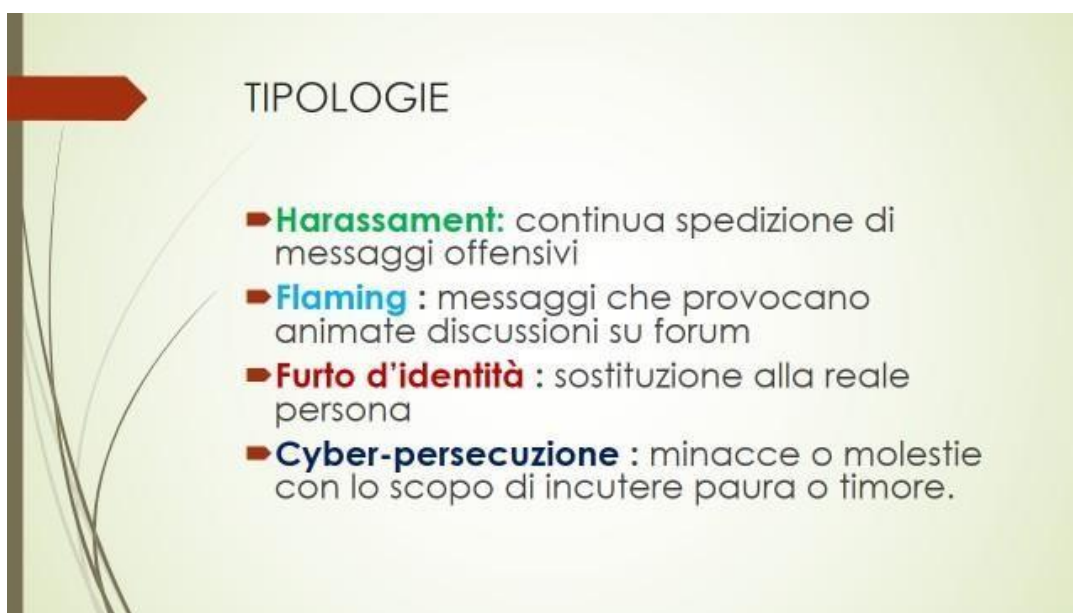 TIPOLOGIE
Harassament: continua spedizione di
messaggi offensivi
Flaming : messaggi che provocano
animate discussioni su forum
Furto d'identità : sostituzione alla reale
persona
Cyber-persecuzione : minacce o molestie
con lo scopo di incutere paura o timore.